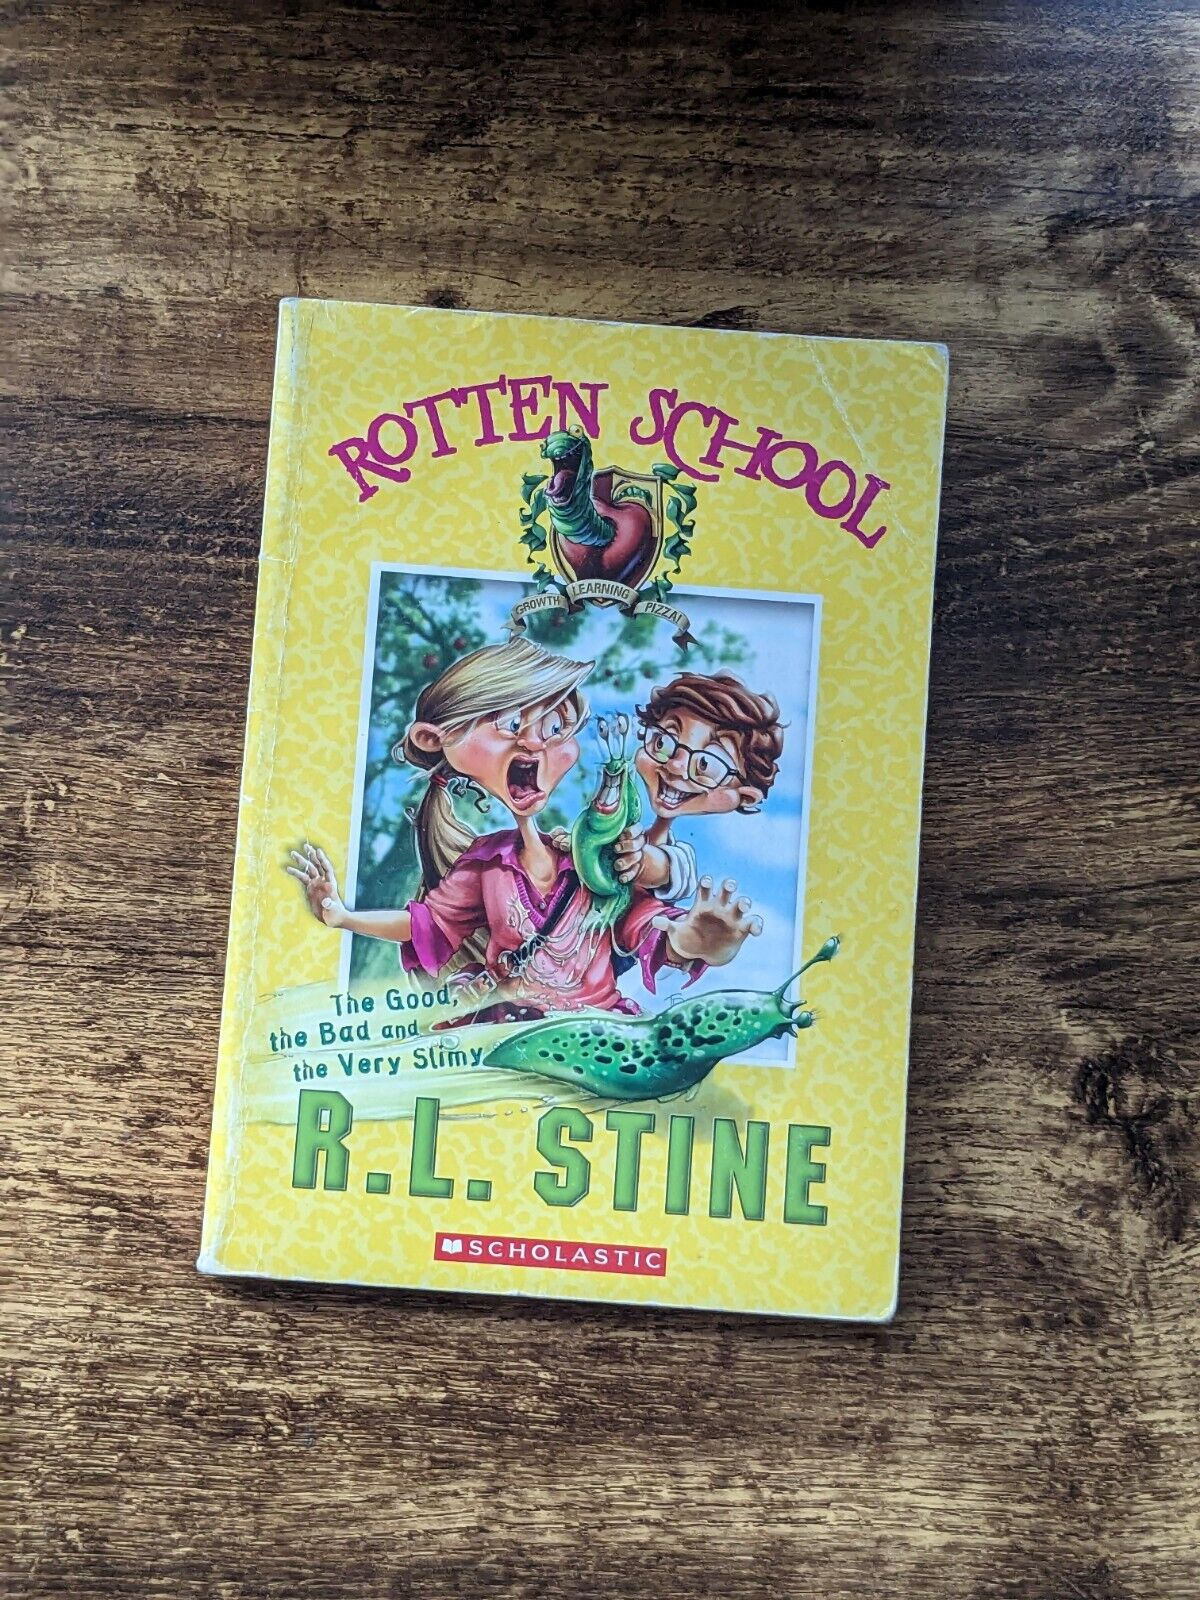 ROTTEN SCHOOL
GROWTH LEARNING PIZZA!
The Good,
the Bad and
the Very Slimy
R.L. STINE
SCHOLASTIC